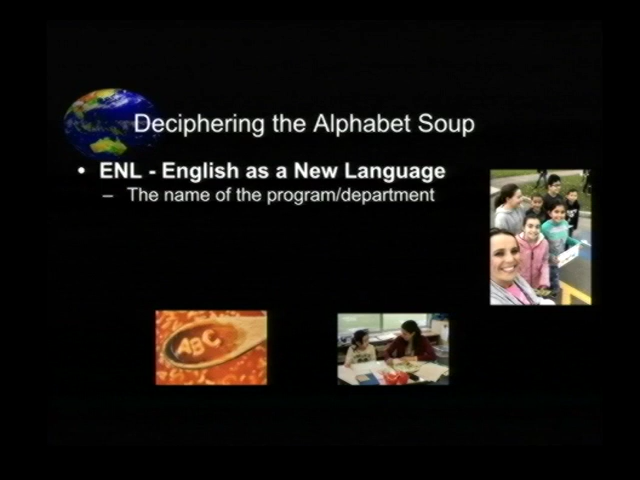 Deciphering the Alphabet Soup
• ENL - English as a New Language
– The name of the program/department
ABC